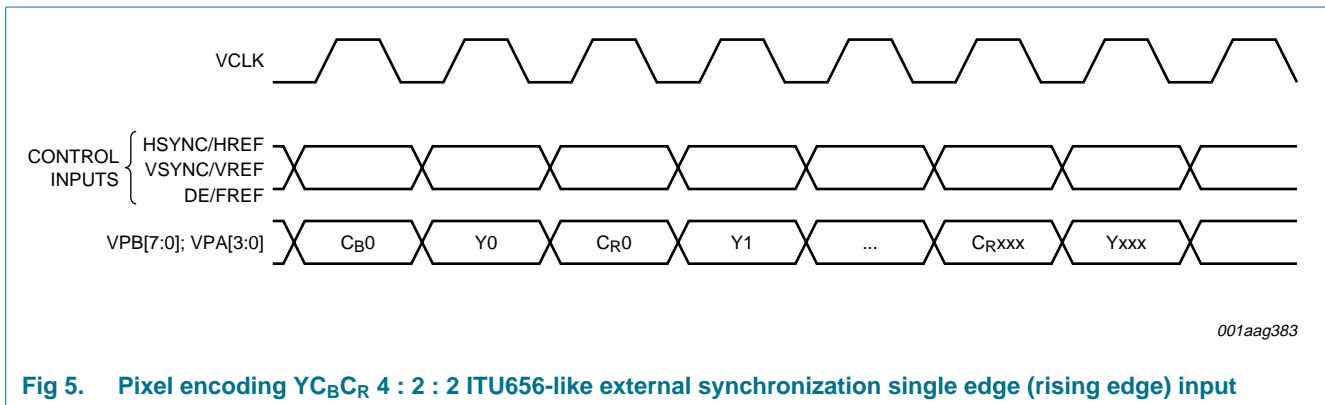 VCLK
CONTROL
INPUTS
HSYNC/HREF
VSYNC/VREF
DE/FREF
VPB[7:0]; VPA[3:0]
CB0 Y0 CR0 Y1 ... CRxxx Yxxx
001aag383
Fig 5. Pixel encoding YCBCR 4 : 2 : 2 ITU656-like external synchronization single edge (rising edge) input